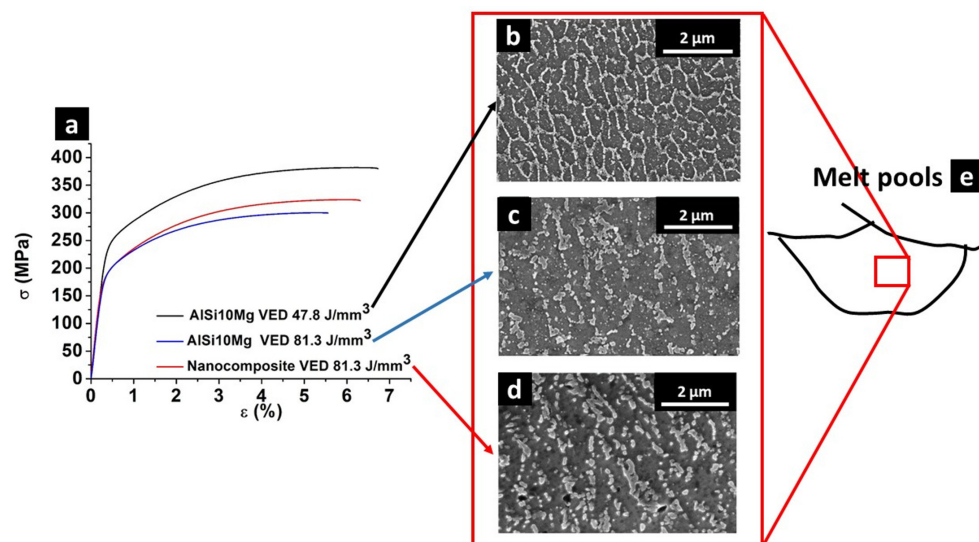 a
400
350
300
250
200
150
100
50
0
σ (MPa)
0 1 2 3 4 5 6 7
ε (%)
AlSi10Mg VED 47.8 J/mm³
AlSi10Mg VED 81.3 J/mm³
Nanocomposite VED 81.3 J/mm³
b
2 µm
c
2 µm
d
2 µm
Melt pools e